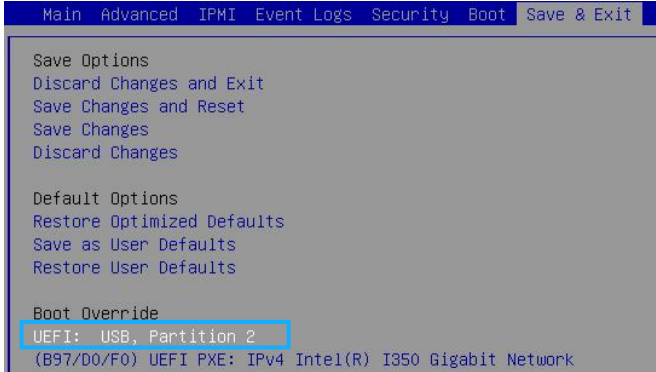 Main Advanced IPMI Event Logs Security Boot Save & Exit
Save Options
Discard Changes and Exit
Save Changes and Reset
Save Changes
Discard Changes
Default Options
Restore Optimized Defaults
Save as User Defaults
Restore User Defaults
Boot Override
UEFI: USB, Partition 2
(B97/D0/F0) UEFI PXE: IPv4 Intel(R) I350 Gigabit Network